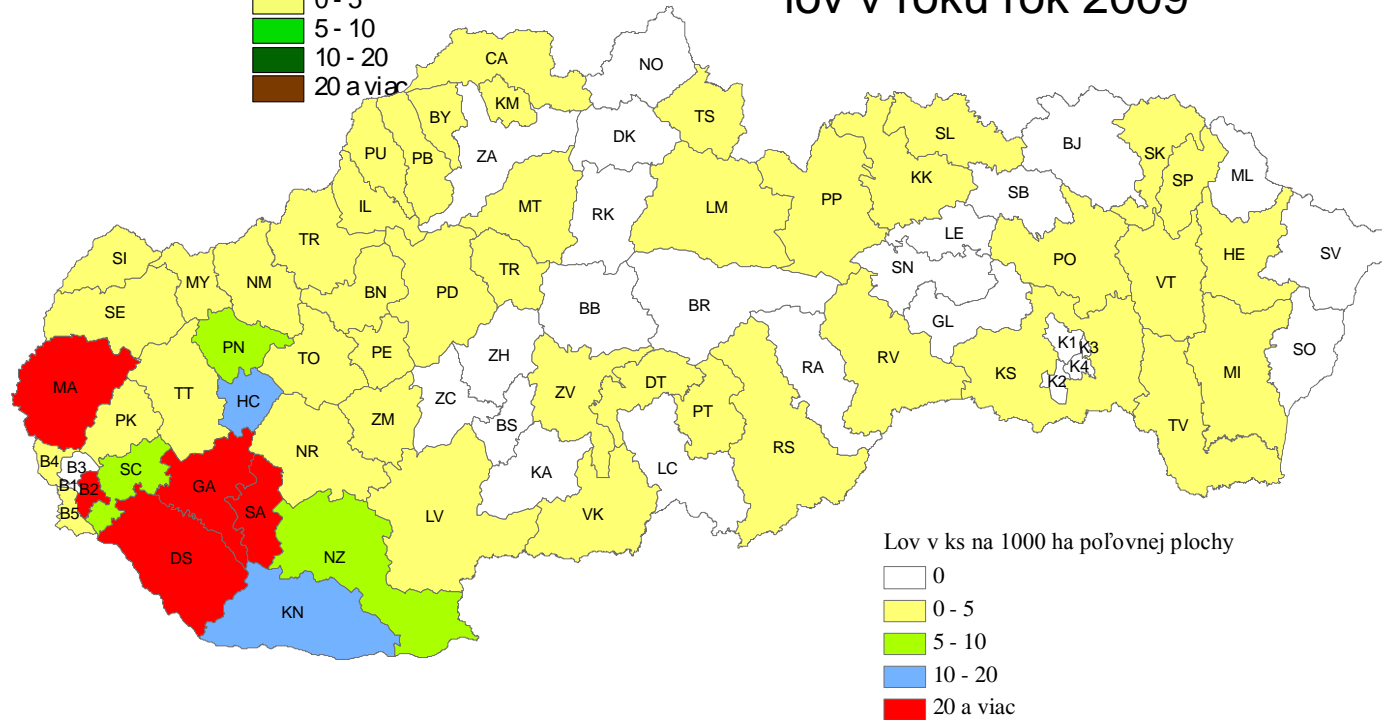 0 - 5
lov v roku rok 2009
5 - 10
10 - 20
20 a viac
NO
CA
KM
BY
TS
DK
PU
PB
ZA
SL
BJ
SK
SP
ML
KK
SB
IL
MT
RK
LM
PP
TR
LE
SI
MY
NM
BN
PD
TR
SN
PO
HE
SV
VT
SE
BB
BR
GL
PN
TO
PE
ZH
RV
K1
K3
K4
K2
SO
MA
TT
HC
ZC
ZV
DT
RA
KS
MI
PK
ZM
BS
PT
NR
RS
TV
B4
B3
SC
KA
LC
B1
B2
GA
SA
LV
VK
B5
DS
NZ
KN
Lov v ks na 1000 ha poľovnej plochy
0
0 - 5
5 - 10
10 - 20
20 a viac